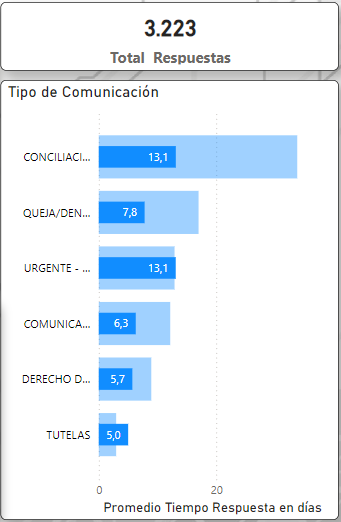 3.223
Total Respuestas
Tipo de Comunicación
CONCILIACI...
13,1
QUEJA/DEN...
7,8
URGENTE - ...
13,1
COMUNICA...
6,3
DERECHO D...
5,7
TUTELAS
5,0
0
20
Promedio Tiempo Respuesta en días